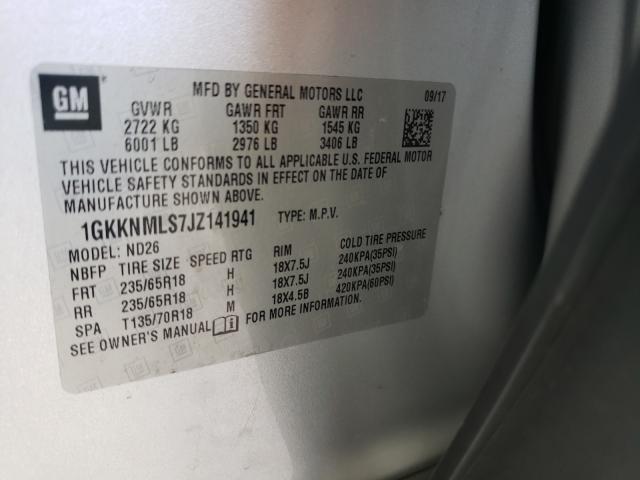 GM
MFD BY GENERAL MOTORS LLC 09/17
GVWR GAWR FRT GAWR RR
2722 KG 1350 KG 1545 KG
6001 LB 2976 LB 3406 LB
THIS VEHICLE CONFORMS TO ALL APPLICABLE U.S. FEDERAL MOTOR
VEHICLE SAFETY STANDARDS IN EFFECT ON THE DATE OF
MANUFACTURE SHOWN ABOVE.
1GKKNMLS7JZ141941 TYPE: M.P.V.
MODEL: ND26
NBFP TIRE SIZE SPEED RTG RIM COLD TIRE PRESSURE
FRT 235/65R18 H 18X7.5J 240KPA(35PSI)
RR 235/65R18 H 18X7.5J 240KPA(35PSI)
SPA T135/70R18 M 18X4.5B 420KPA(60PSI)
SEE OWNER'S MANUAL FOR MORE INFORMATION.